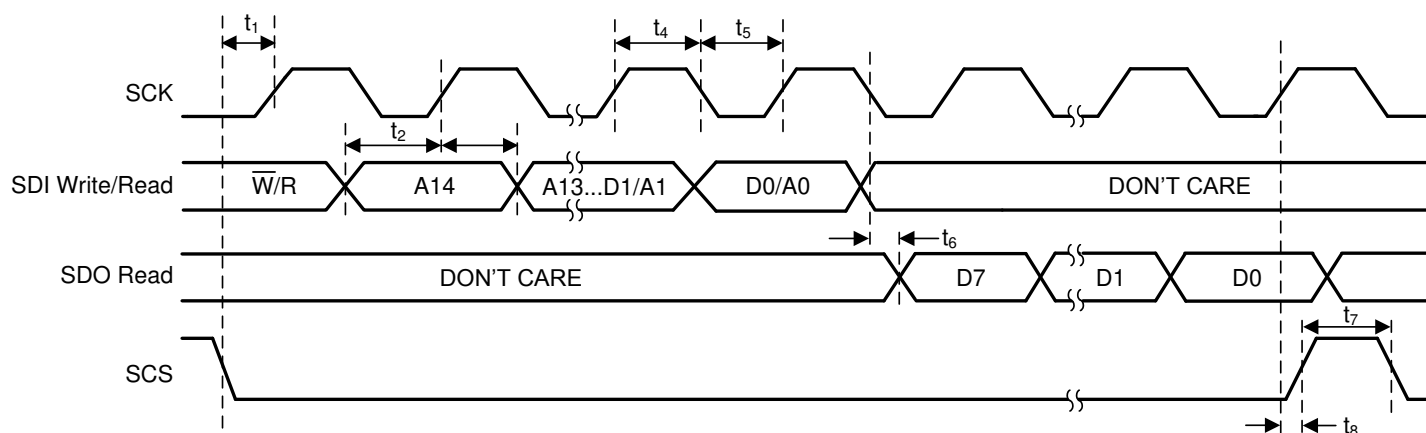 t1 t4 t5
SCK
t2
SDI Write/Read W̅/R A14 A13...D1/A1 D0/A0 DON'T CARE
t6
SDO Read DON'T CARE D7 D1 D0
t7
SCS
t8